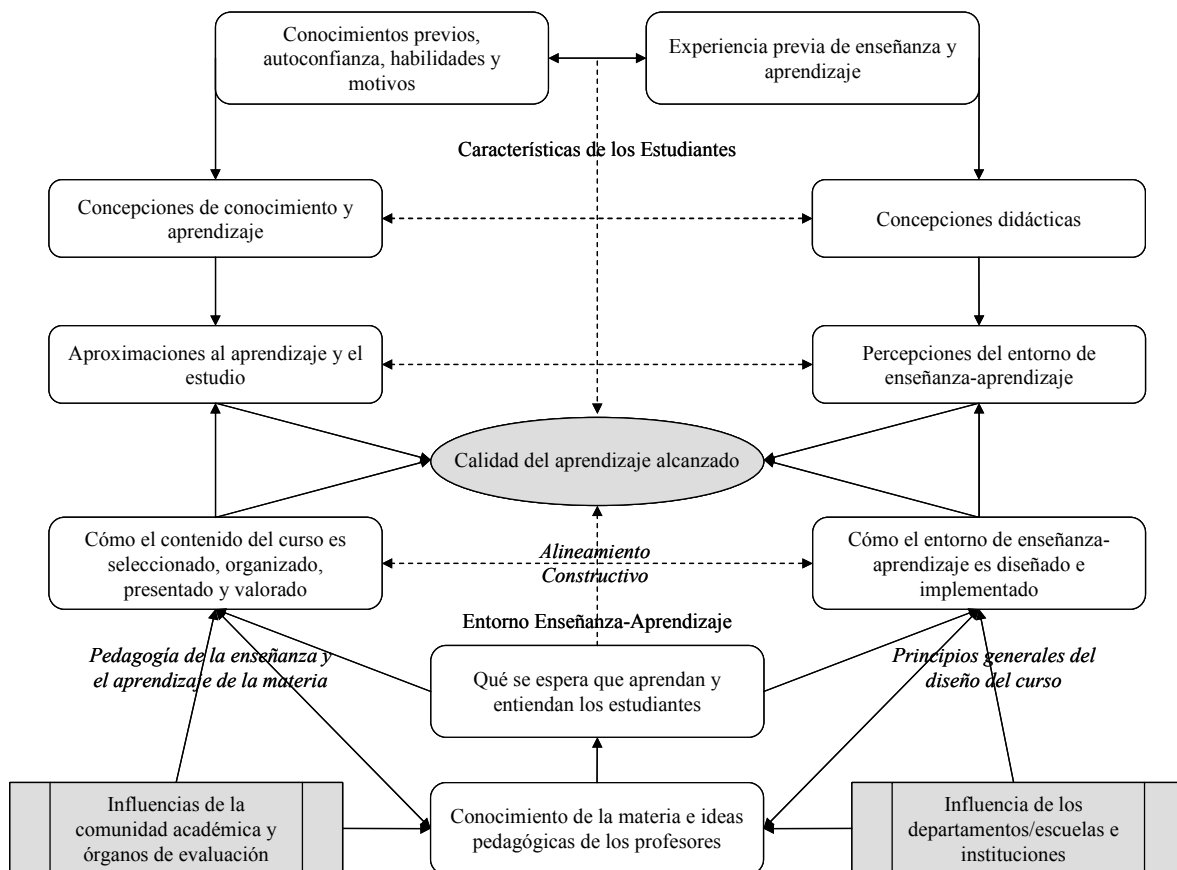 Conocimientos previos,
autoconfianza, habilidades y
motivos
Experiencia previa de enseñanza y
aprendizaje
Características de los Estudiantes
Concepciones de conocimiento y
aprendizaje
Concepciones didácticas
Aproximaciones al aprendizaje y el
estudio
Percepciones del entorno de
enseñanza-aprendizaje
Calidad del aprendizaje alcanzado
Cómo el contenido del curso es
seleccionado, organizado,
presentado y valorado
Alineamiento
Constructivo
Cómo el entorno de enseñanza-
aprendizaje es diseñado e
implementado
Entorno Enseñanza-Aprendizaje
Pedagogía de la enseñanza y
el aprendizaje de la materia
Qué se espera que aprendan y
entiendan los estudiantes
Principios generales del
diseño del curso
Influencias de la
comunidad académica y
órganos de evaluación
Conocimiento de la materia e ideas
pedagógicas de los profesores
Influencia de los
departamentos/escuelas e
instituciones